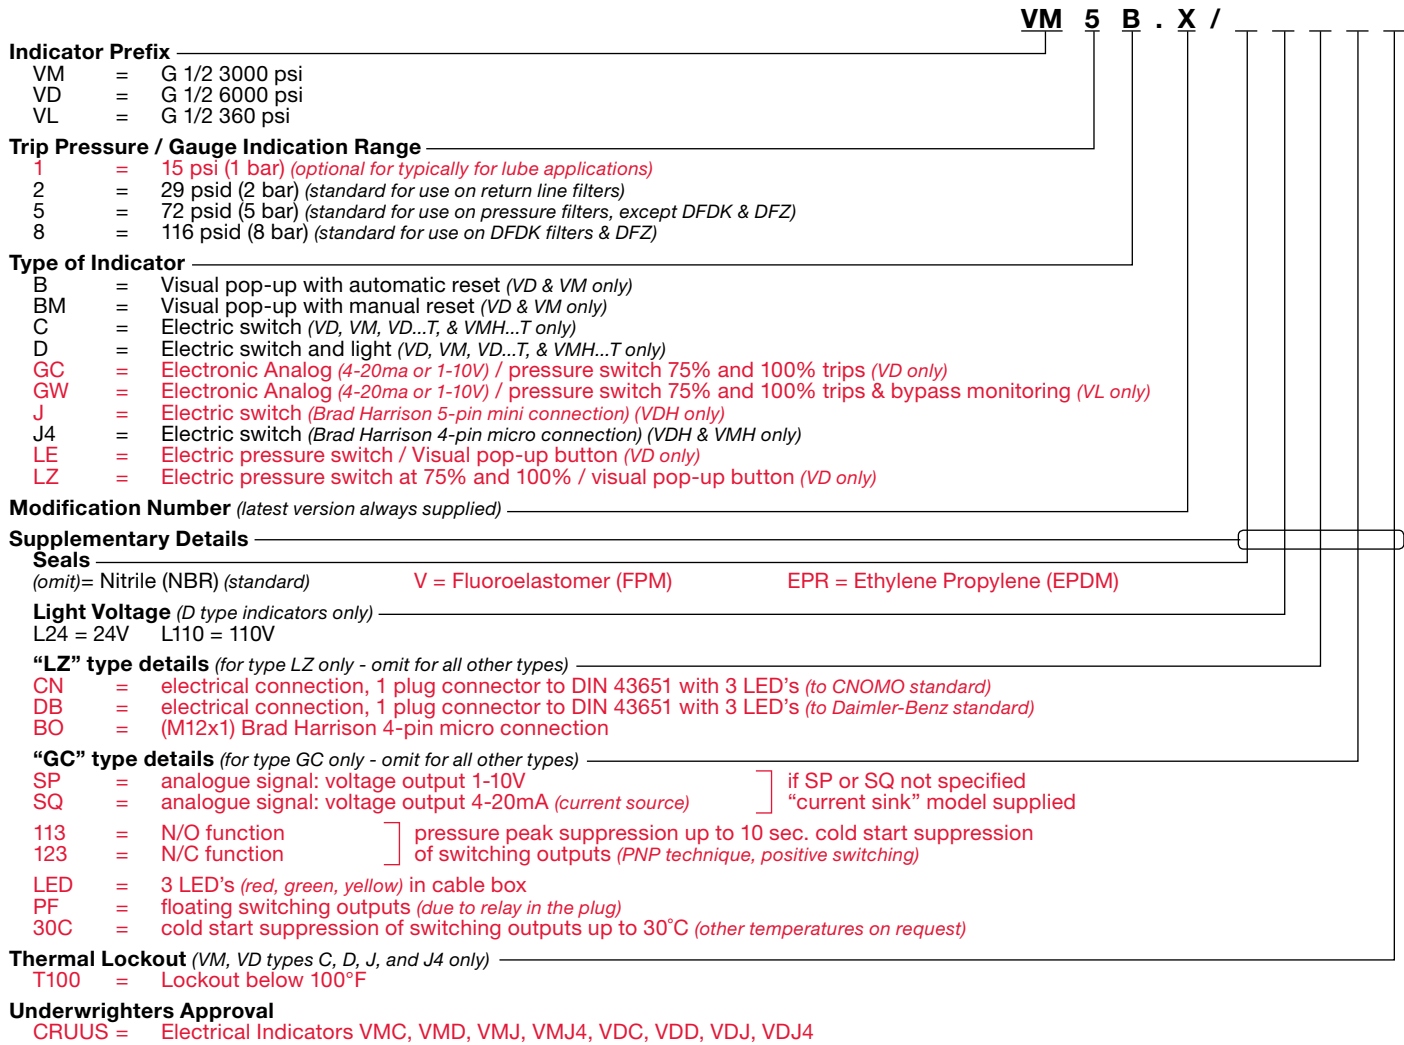 VM 5 B . X / _ _ _ _ _
Indicator Prefix
VM = G 1/2 3000 psi
VD = G 1/2 6000 psi
VL = G 1/2 360 psi
Trip Pressure / Gauge Indication Range
1 = 15 psi (1 bar) (optional for typically for lube applications)
2 = 29 psid (2 bar) (standard for use on return line filters)
5 = 72 psid (5 bar) (standard for use on pressure filters, except DFDK & DFZ)
8 = 116 psid (8 bar) (standard for use on DFDK filters & DFZ)
Type of Indicator
B = Visual pop-up with automatic reset (VD & VM only)
BM = Visual pop-up with manual reset (VD & VM only)
C = Electric switch (VD, VM, VD...T, & VMH...T only)
D = Electric switch and light (VD, VM, VD...T, & VMH...T only)
GC = Electronic Analog (4-20ma or 1-10V) / pressure switch 75% and 100% trips (VD only)
GW = Electronic Analog (4-20ma or 1-10V) / pressure switch 75% and 100% trips & bypass monitoring (VL only)
J = Electric switch (Brad Harrison 5-pin mini connection) (VDH only)
J4 = Electric switch (Brad Harrison 4-pin micro connection) (VDH & VMH only)
LE = Electric pressure switch / Visual pop-up button (VD only)
LZ = Electric pressure switch at 75% and 100% / visual pop-up button (VD only)
Modification Number (latest version always supplied)
Supplementary Details
Seals
(omit)= Nitrile (NBR) (standard) V = Fluoroelastomer (FPM) EPR = Ethylene Propylene (EPDM)
Light Voltage (D type indicators only)
L24 = 24V L110 = 110V
“LZ” type details (for type LZ only - omit for all other types)
CN = electrical connection, 1 plug connector to DIN 43651 with 3 LED's (to CNOMO standard)
DB = electrical connection, 1 plug connector to DIN 43651 with 3 LED's (to Daimler-Benz standard)
BO = (M12x1) Brad Harrison 4-pin micro connection
“GC” type details (for type GC only - omit for all other types)
SP = analogue signal: voltage output 1-10V if SP or SQ not specified
SQ = analogue signal: voltage output 4-20mA (current source) “current sink” model supplied
113 = N/O function pressure peak suppression up to 10 sec. cold start suppression
123 = N/C function of switching outputs (PNP technique, positive switching)
LED = 3 LED's (red, green, yellow) in cable box
PF = floating switching outputs (due to relay in the plug)
30C = cold start suppression of switching outputs up to 30˚C (other temperatures on request)
Thermal Lockout (VM, VD types C, D, J, and J4 only)
T100 = Lockout below 100°F
Underwrighters Approval
CRUUS = Electrical Indicators VMC, VMD, VMJ, VMJ4, VDC, VDD, VDJ, VDJ4